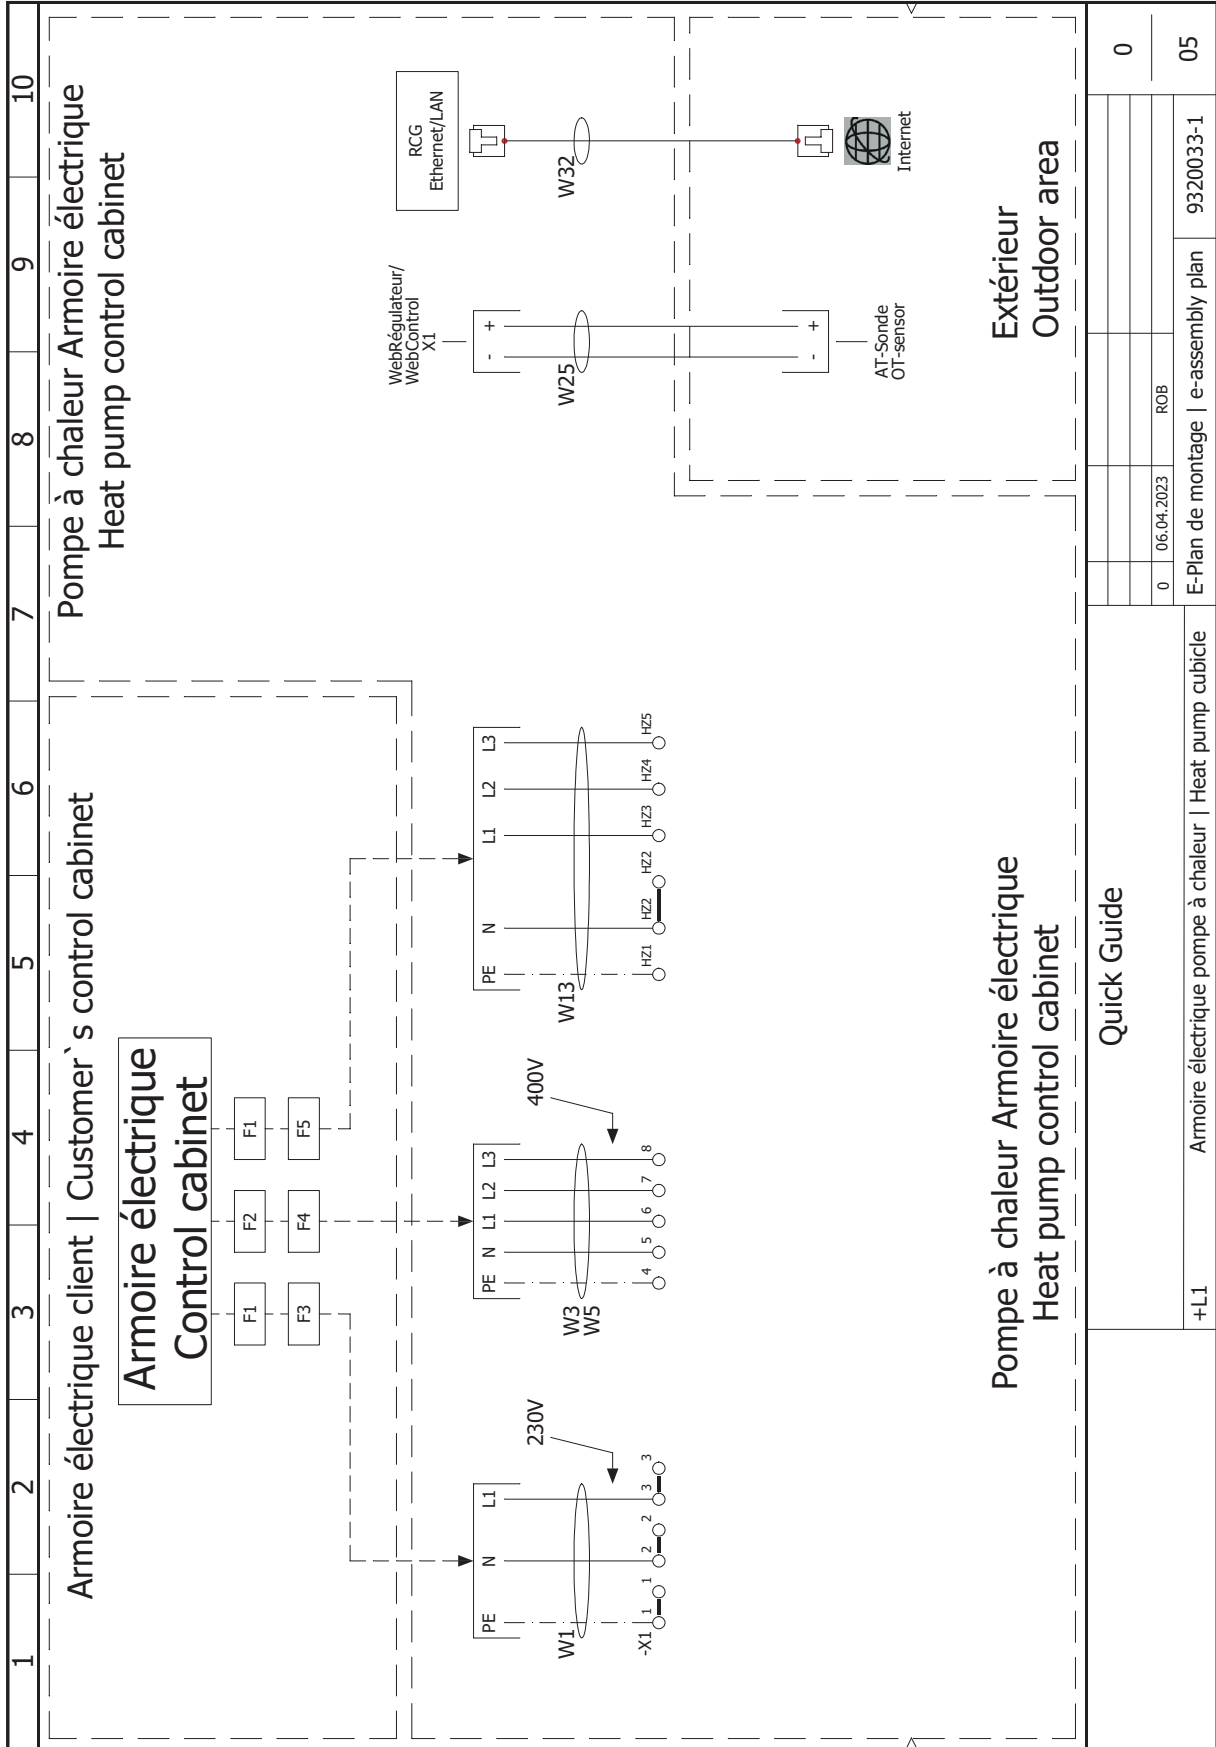 1 2 3 4 5 6 7 8 9 10
Armoire électrique client | Customer`s control cabinet
Armoire électrique
Control cabinet
F1 F2 F1
F3 F4 F5
Pompe à chaleur Armoire électrique
Heat pump control cabinet
PE N L1
W1
230V
-X1 1 1 2 2 3 3
PE N L1 L2 L3
W3
W5
400V
4 5 6 7 8
PE N L1 L2 L3
W13
HZ1 HZ2 HZ2 HZ3 HZ4 HZ5
WebRégulateur/
WebControl
X1
- +
W25
- +
AT-Sonde
OT-sensor
RCG
Ethernet/LAN
W32
Internet
Pompe à chaleur Armoire électrique
Heat pump control cabinet
Extérieur
Outdoor area
Quick Guide
+L1 Armoire électrique pompe à chaleur | Heat pump cubicle
0 06.04.2023 ROB
E-Plan de montage | e-assembly plan 9320033-1
0
05